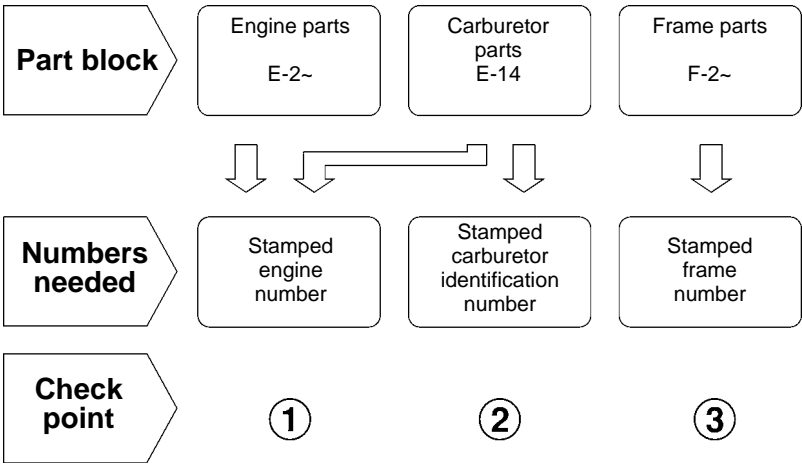 Part block
Engine parts
E-2~
Carburetor
parts
E-14
Frame parts
F-2~
Numbers
needed
Stamped
engine
number
Stamped
carburetor
identification
number
Stamped
frame
number
Check
point
①
②
③